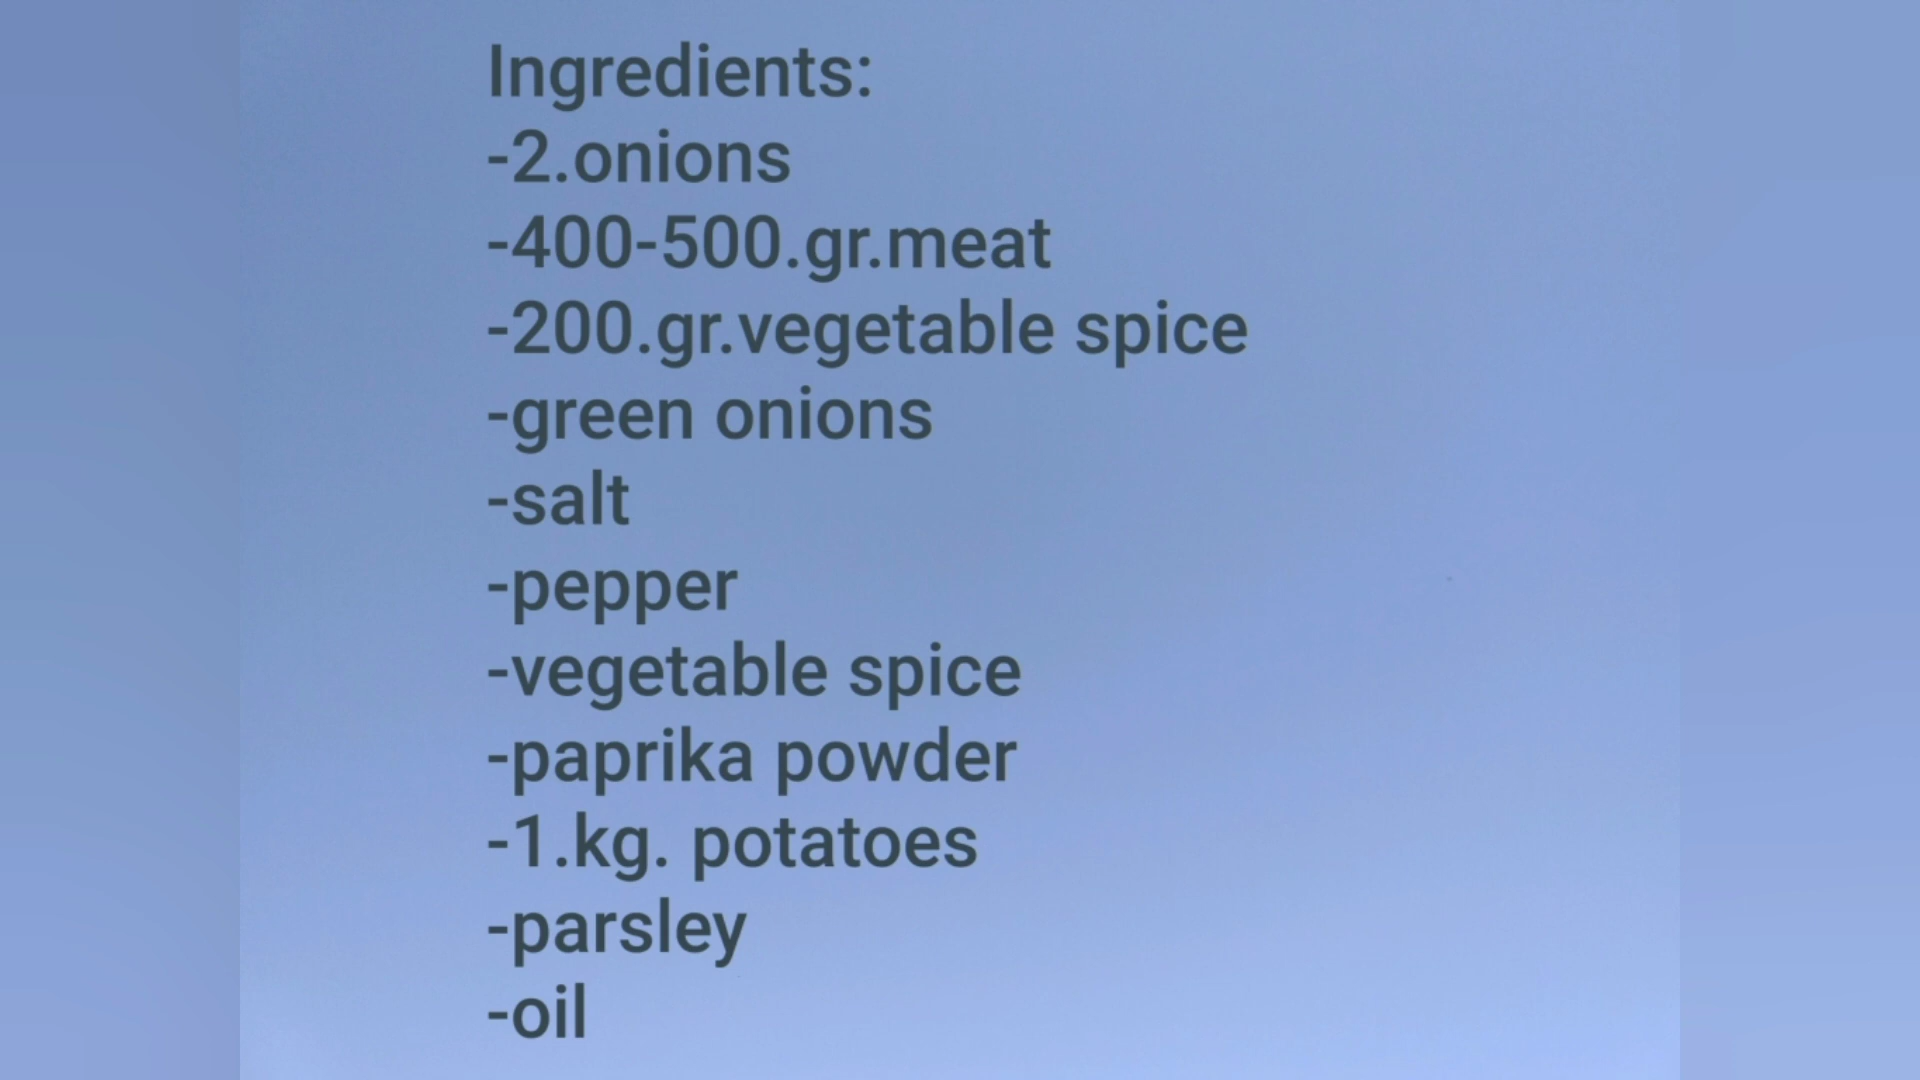 Ingredients:
-2.onions
-400-500.gr.meat
-200.gr.vegetable spice
-green onions
-salt
-pepper
-vegetable spice
-paprika powder
-1.kg. potatoes
-parsley
-oil